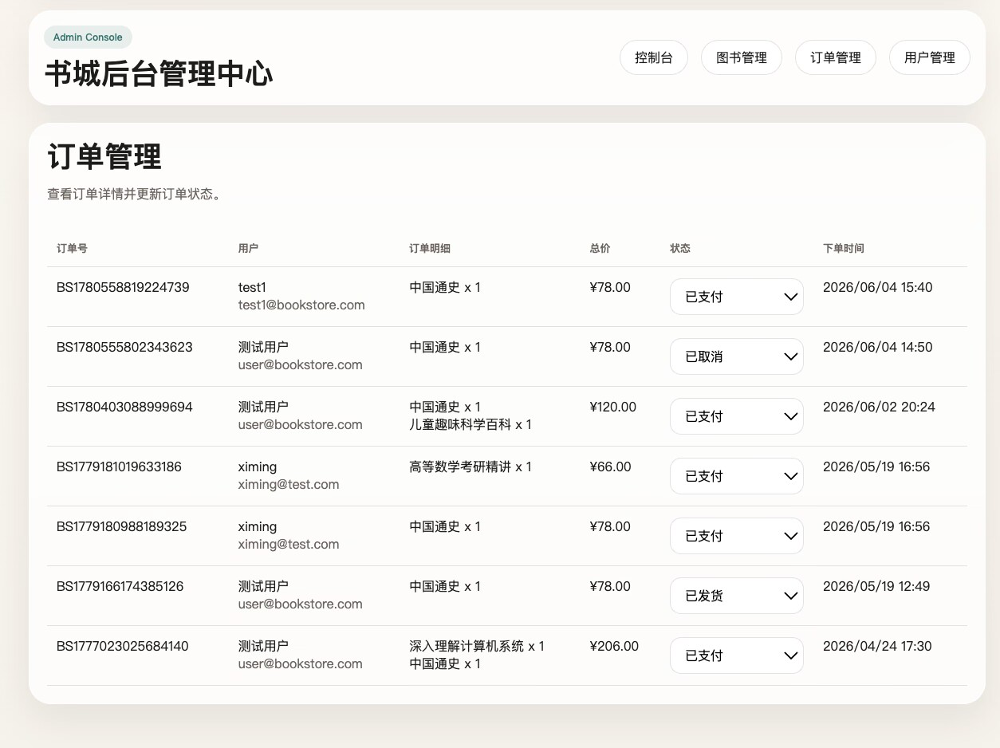 Admin Console
书城后台管理中心
控制台 图书管理 订单管理 用户管理
订单管理
查看订单详情并更新订单状态。
订单号 用户 订单明细 总价 状态 下单时间
BS1780558819224739 test1 中国通史 x 1 ¥78.00 已支付 2026/06/04 15:40
test1@bookstore.com
BS1780555802343623 测试用户 中国通史 x 1 ¥78.00 已取消 2026/06/04 14:50
user@bookstore.com
BS1780403088999694 测试用户 中国通史 x 1 ¥120.00 已支付 2026/06/02 20:24
user@bookstore.com 儿童趣味科学百科 x 1
BS1779181019633186 ximing 高等数学考研精讲 x 1 ¥66.00 已支付 2026/05/19 16:56
ximing@test.com
BS1779180988189325 ximing 中国通史 x 1 ¥78.00 已支付 2026/05/19 16:56
ximing@test.com
BS1779166174385126 测试用户 中国通史 x 1 ¥78.00 已发货 2026/05/19 12:49
user@bookstore.com
BS1777023025684140 测试用户 深入理解计算机系统 x 1 ¥206.00 已支付 2026/04/24 17:30
user@bookstore.com 中国通史 x 1